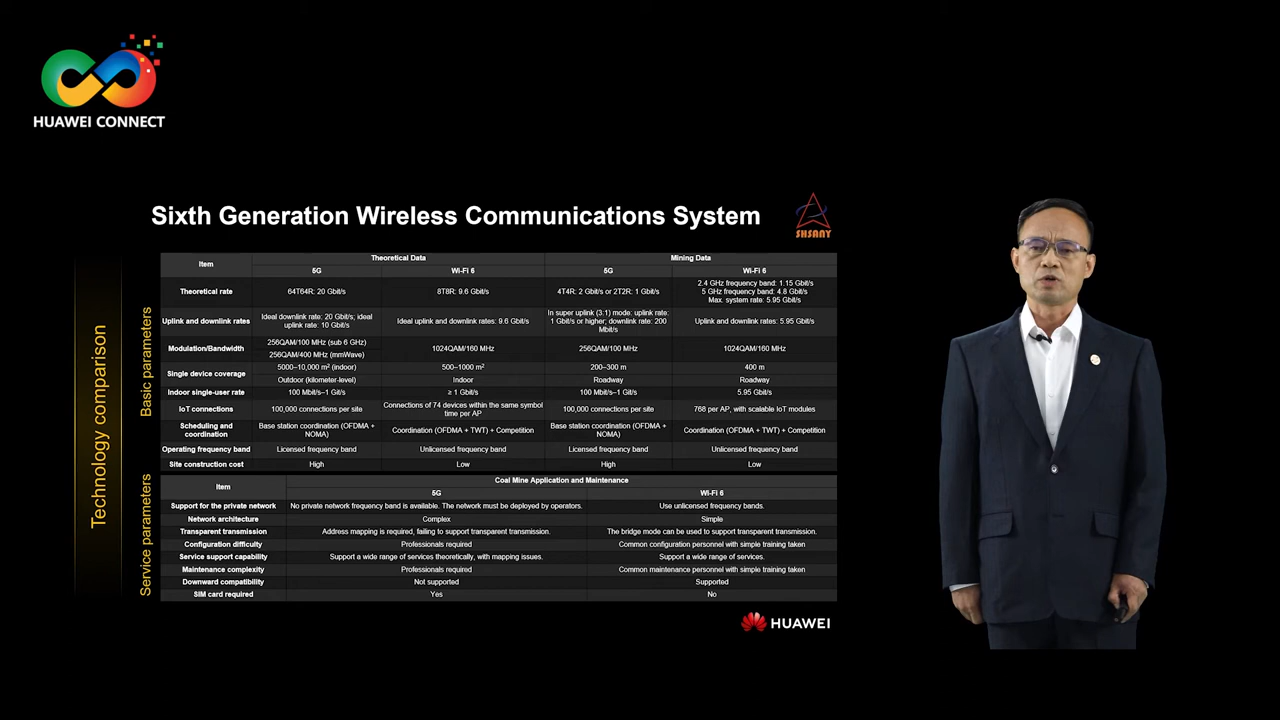 HUAWEI CONNECT
Sixth Generation Wireless Communications System
SHSANY
Technology comparison
Basic parameters
Item
Theoretical Data
Mining Data
5G
Wi-Fi 6
5G
Wi-Fi 6
Theoretical rate
64T64R: 20 Gbit/s
8T8R: 9.6 Gbit/s
4T4R: 2 Gbit/s or 2T2R: 1 Gbit/s
2.4 GHz frequency band: 1.15 Gbit/s
5 GHz frequency band: 4.8 Gbit/s
Max. system rate: 5.95 Gbit/s
Uplink and downlink rates
Ideal downlink rate: 20 Gbit/s; ideal
uplink rate: 10 Gbit/s
Ideal uplink and downlink rates: 9.6 Gbit/s
In super uplink (3:1) mode: uplink rate:
1 Gbit/s or higher; downlink rate: 200
Mbit/s
Uplink and downlink rates: 5.95 Gbit/s
Modulation/Bandwidth
256QAM/100 MHz (sub 6 GHz)
256QAM/400 MHz (mmWave)
1024QAM/160 MHz
256QAM/100 MHz
1024QAM/160 MHz
Single device coverage
5000–10,000 m² (indoor)
500–1000 m²
200–300 m
400 m
Outdoor (kilometer-level)
Indoor
Roadway
Roadway
Indoor single-user rate
100 Mbit/s–1 Gbit/s
≥ 1 Gbit/s
100 Mbit/s–1 Git/s
5.95 Gbit/s
IoT connections
100,000 connections per site
Connections of 74 devices within the same symbol
time per AP
100,000 connections per site
768 per AP, with scalable IoT modules
Scheduling and
coordination
Base station coordination (OFDMA +
NOMA)
Coordination (OFDMA + TWT) + Competition
Base station coordination (OFDMA +
NOMA)
Coordination (OFDMA + TWT) + Competition
Operating frequency band
Licensed frequency band
Unlicensed frequency band
Licensed frequency band
Unlicensed frequency band
Site construction cost
High
Low
High
Low
Service parameters
Item
Coal Mine Application and Maintenance
5G
Wi-Fi 6
Support for the private network
No private network frequency band is available. The network must be deployed by operators.
Use unlicensed frequency bands.
Network architecture
Complex
Simple
Transparent transmission
Address mapping is required, failing to support transparent transmission.
The bridge mode can be used to support transparent transmission.
Configuration difficulty
Professionals required
Common configuration personnel with simple training taken
Service support capability
Support a wide range of services theoretically, with mapping issues.
Support a wide range of services.
Maintenance complexity
Professionals required
Common maintenance personnel with simple training taken
Downward compatibility
Not supported
Supported
SIM card required
Yes
No
HUAWEI